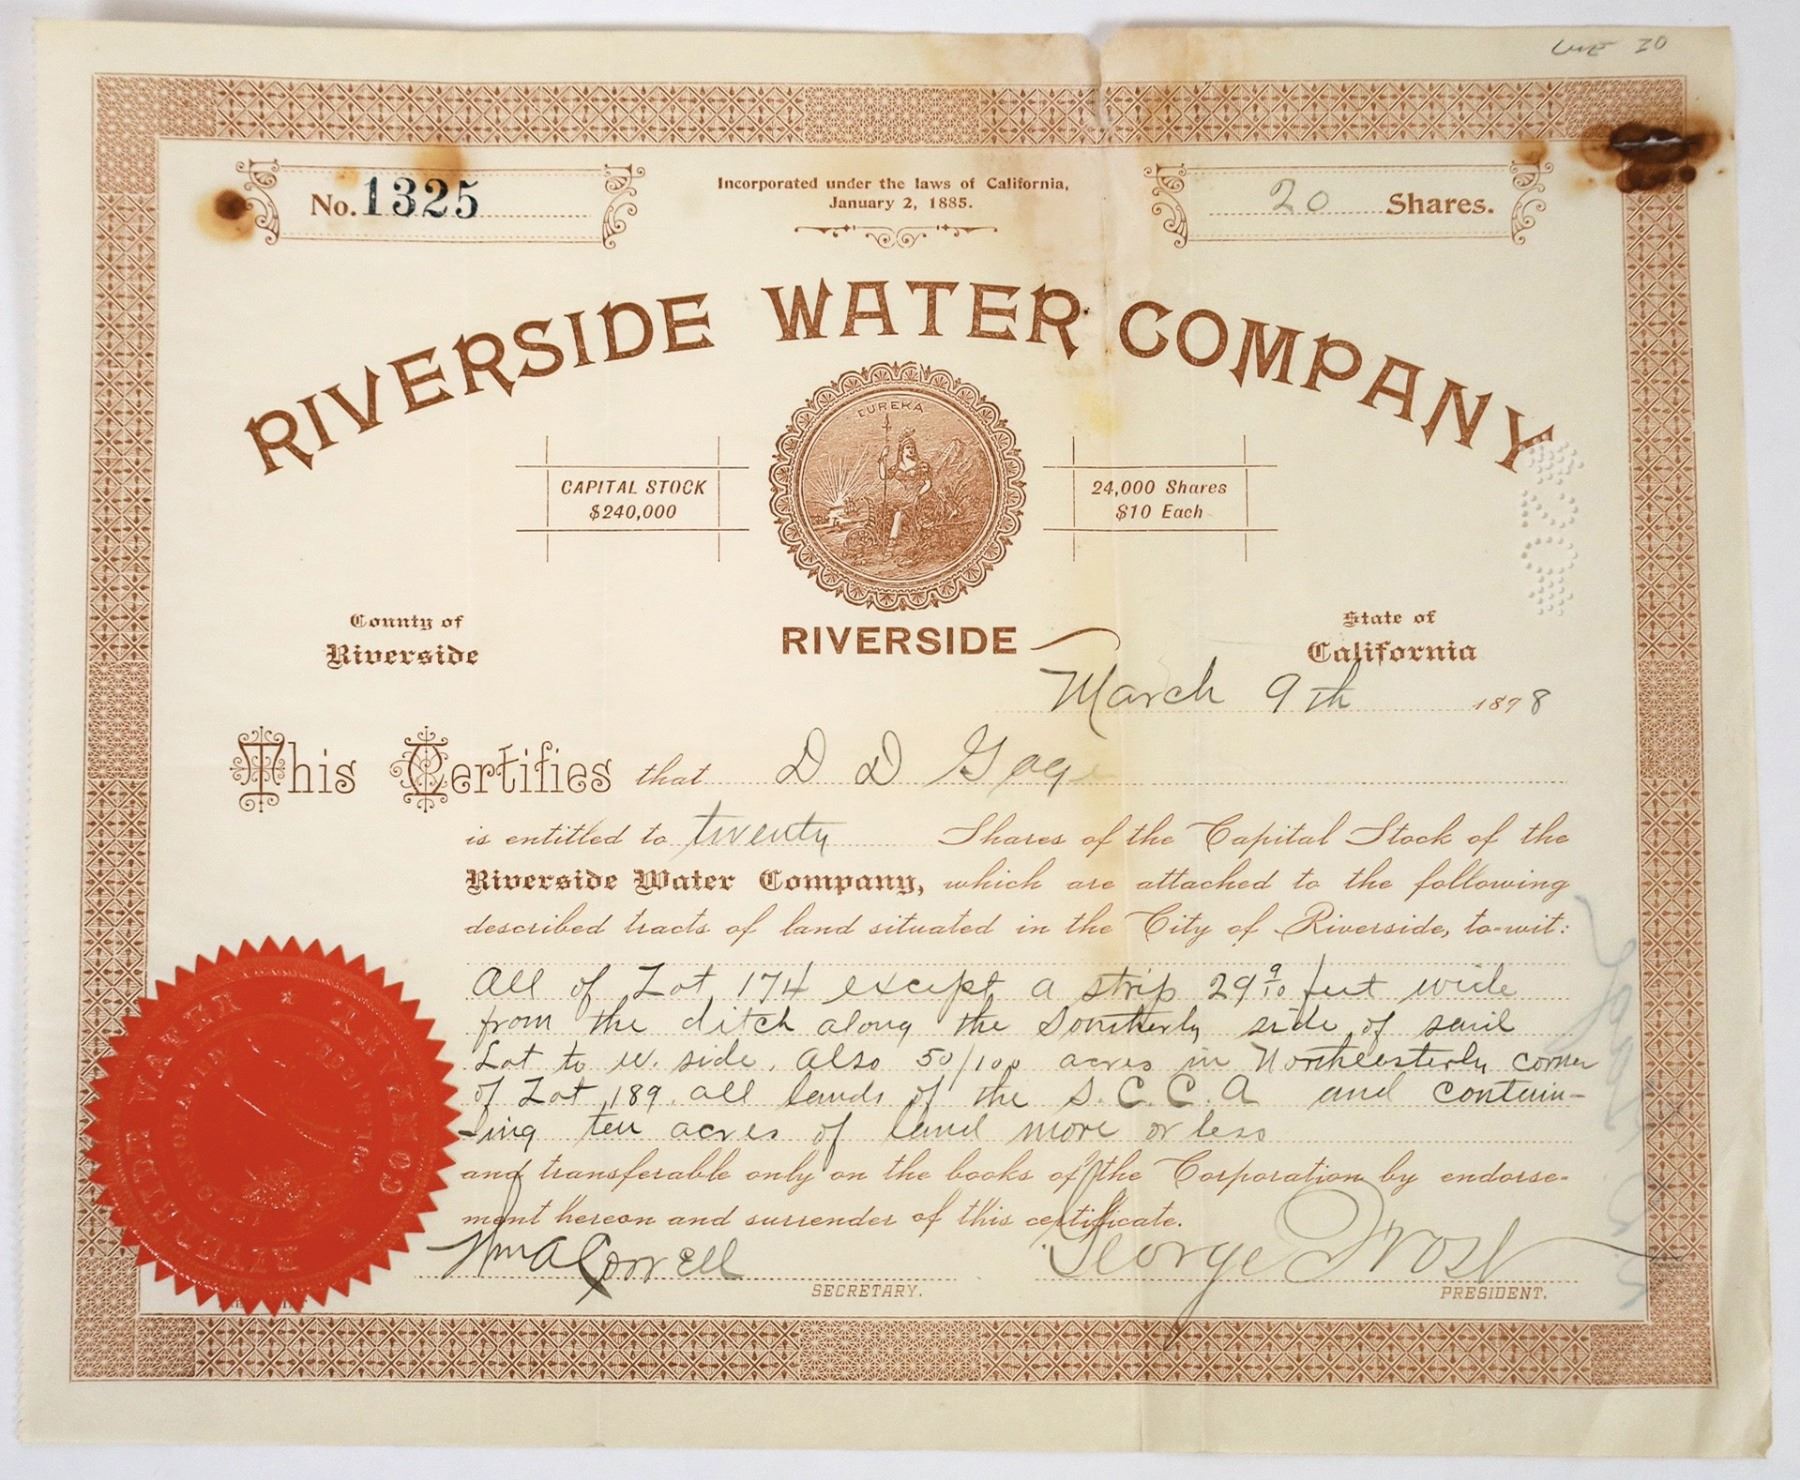 No. 1325
Incorporated under the laws of California,
January 2, 1885.
20 Shares.
RIVERSIDE WATER COMPANY
EUREKA
CAPITAL STOCK
$240,000
24,000 Shares
$10 Each
County of
Riverside
RIVERSIDE
State of
California
March 9th 1898
This Certifies that D D Gage
is entitled to twenty Shares of the Capital Stock of the
Riverside Water Company, which are attached to the following
described tracts of land situated in the City of Riverside, to-wit:
All of Lot 174 except a strip 29 9/10 feet wide
from the ditch along the Southerly side of said
Lot to W. side. Also 50/100 acres in Northeasterly corner
of Lot 189. all lands of the S. C. C. A and contain-
-ing ten acres of land more or less
and transferable only on the books of the Corporation by endorse-
ment hereon and surrender of this certificate.
Wm A Correll
SECRETARY.
George Frost
PRESIDENT.
RIVERSIDE WATER